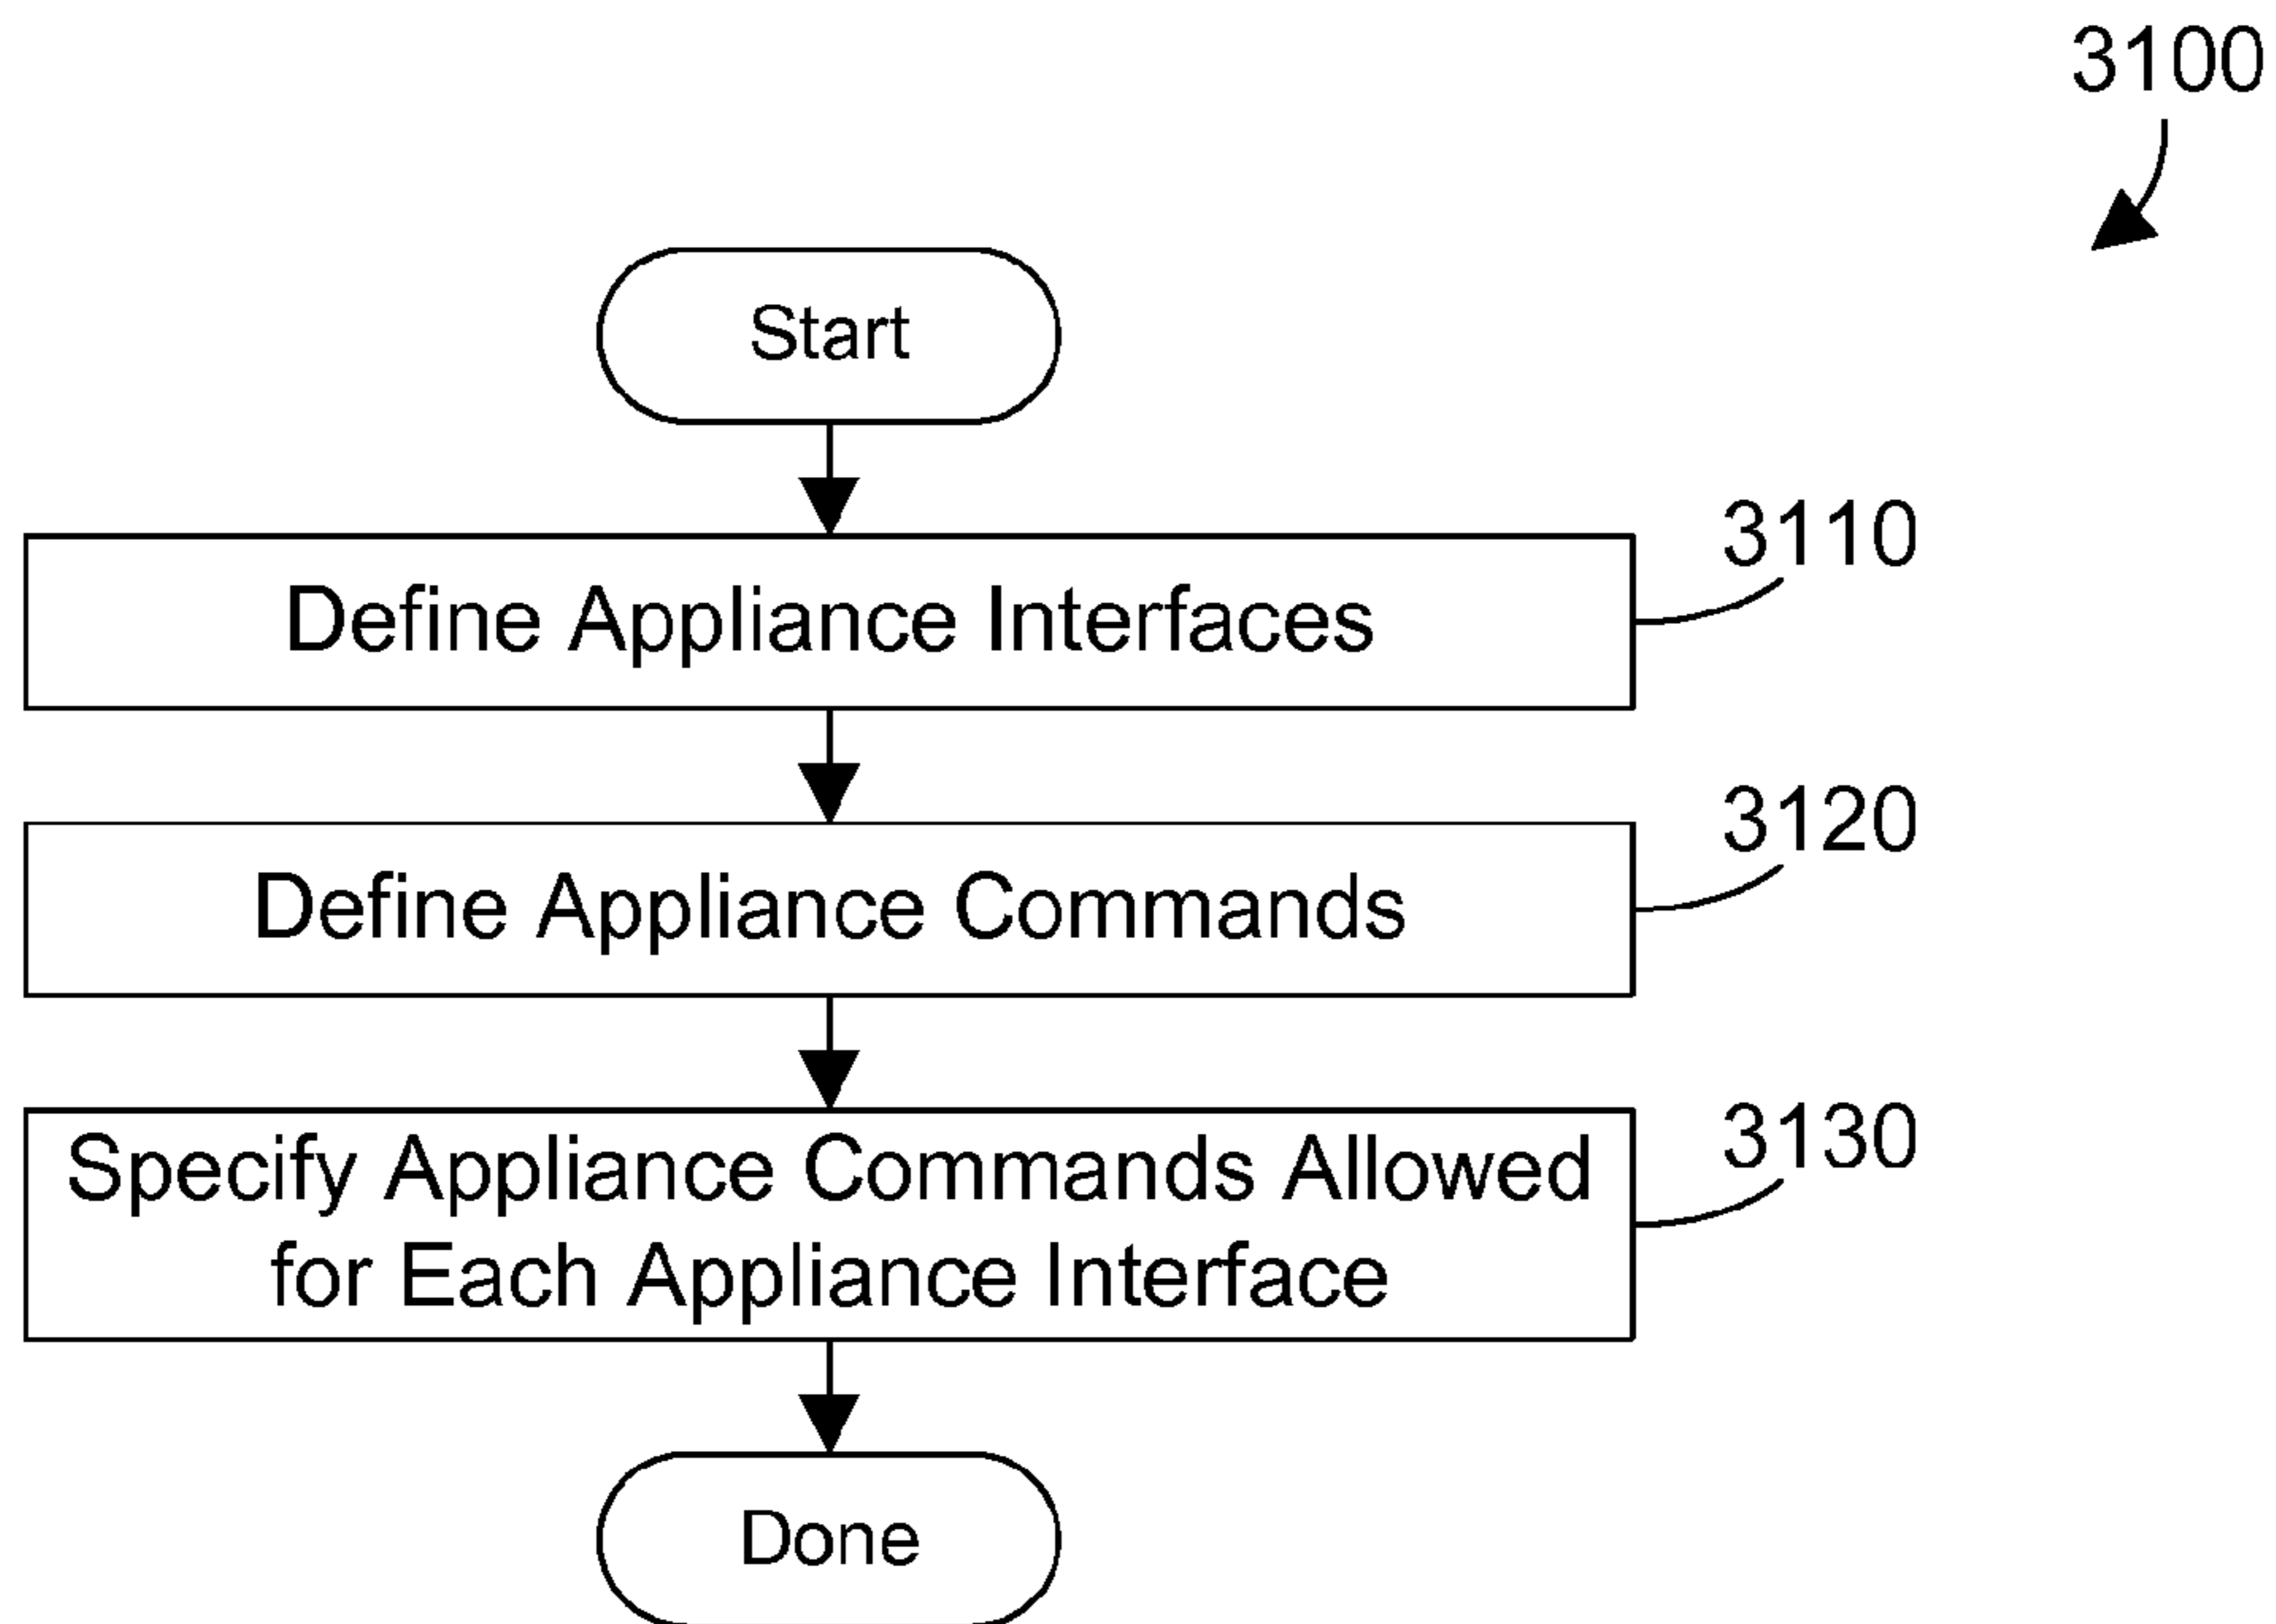 3100
Start
3110
Define Appliance Interfaces
3120
Define Appliance Commands
3130
Specify Appliance Commands Allowed
for Each Appliance Interface
Done